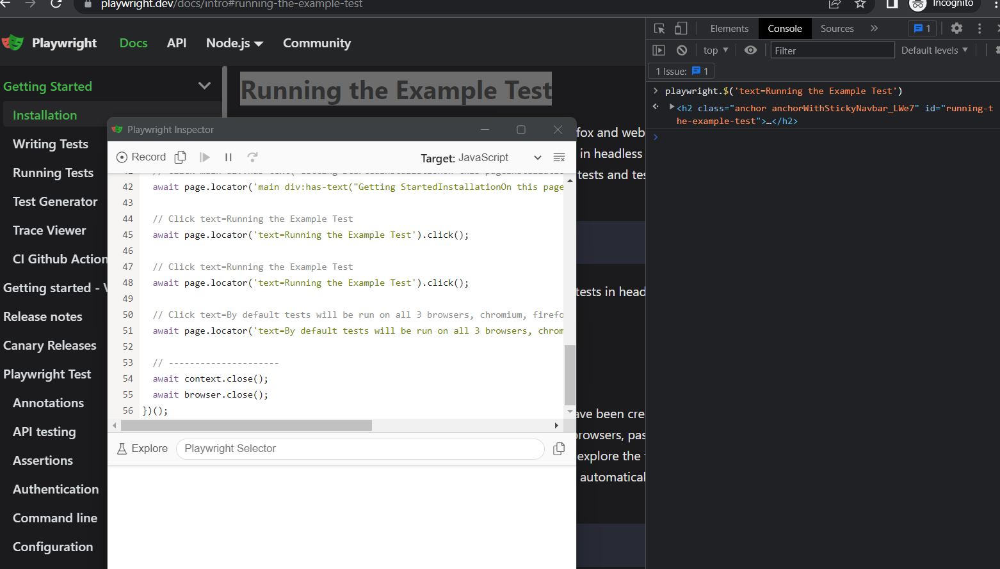 playwright.dev/docs/intro#running-the-example-test
Incognito
Playwright Docs API Node.js Community
Getting Started
Installation
Writing Tests
Running Tests
Test Generator
Trace Viewer
CI Github Action
Getting started -
Release notes
Canary Releases
Playwright Test
Annotations
API testing
Assertions
Authentication
Command line
Configuration
Running the Example Test
fox and web
in headless
tests and tes
tests in head
ave been cre
rowsers, pas
explore the
automatical
Playwright Inspector
Record
Target: JavaScript
42 await page.locator('main div:has-text("Getting StartedInstallationOn this page
43
44 // Click text=Running the Example Test
45 await page.locator('text=Running the Example Test').click();
46
47 // Click text=Running the Example Test
48 await page.locator('text=Running the Example Test').click();
49
50 // Click text=By default tests will be run on all 3 browsers, chromium, firefo
51 await page.locator('text=By default tests will be run on all 3 browsers, chrom
52
53 // ---------------------
54 await context.close();
55 await browser.close();
56 })();
Explore Playwright Selector
Elements Console Sources » 1
top Filter Default levels
1 Issue: 1
> playwright.$('text=Running the Example Test')
<h2 class="anchor anchorWithStickyNavbar_LWe7" id="running-t
he-example-test">…</h2>
>